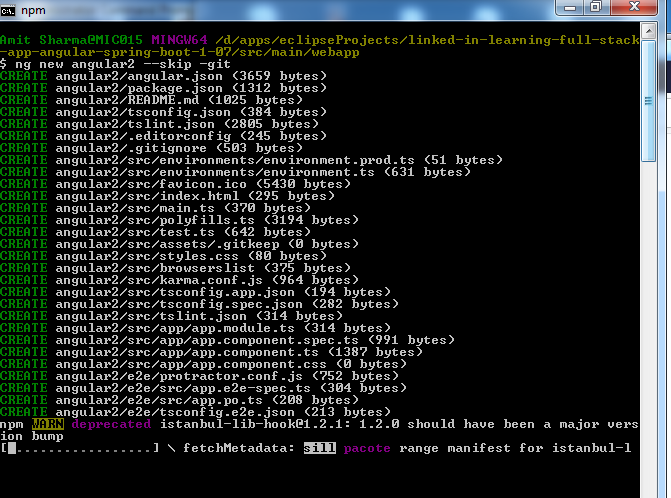 npm
Amit Sharma@MIC015 MINGW64 /d/apps/eclipseProjects/linked-in-learning-full-stack
-app-angular-spring-boot-1-07/src/main/webapp
$ ng new angular2 --skip -git
CREATE angular2/angular.json (3659 bytes)
CREATE angular2/package.json (1312 bytes)
CREATE angular2/README.md (1025 bytes)
CREATE angular2/tsconfig.json (384 bytes)
CREATE angular2/tslint.json (2805 bytes)
CREATE angular2/.editorconfig (245 bytes)
CREATE angular2/.gitignore (503 bytes)
CREATE angular2/src/environments/environment.prod.ts (51 bytes)
CREATE angular2/src/environments/environment.ts (631 bytes)
CREATE angular2/src/favicon.ico (5430 bytes)
CREATE angular2/src/index.html (295 bytes)
CREATE angular2/src/main.ts (370 bytes)
CREATE angular2/src/polyfills.ts (3194 bytes)
CREATE angular2/src/test.ts (642 bytes)
CREATE angular2/src/assets/.gitkeep (0 bytes)
CREATE angular2/src/styles.css (80 bytes)
CREATE angular2/src/browserslist (375 bytes)
CREATE angular2/src/karma.conf.js (964 bytes)
CREATE angular2/src/tsconfig.app.json (194 bytes)
CREATE angular2/src/tsconfig.spec.json (282 bytes)
CREATE angular2/src/tslint.json (314 bytes)
CREATE angular2/src/app/app.module.ts (314 bytes)
CREATE angular2/src/app/app.component.spec.ts (991 bytes)
CREATE angular2/src/app/app.component.ts (1387 bytes)
CREATE angular2/src/app/app.component.css (0 bytes)
CREATE angular2/e2e/protractor.conf.js (752 bytes)
CREATE angular2/e2e/src/app.e2e-spec.ts (304 bytes)
CREATE angular2/e2e/src/app.po.ts (208 bytes)
CREATE angular2/e2e/tsconfig.e2e.json (213 bytes)
npm WARN deprecated istanbul-lib-hook@1.2.1: 1.2.0 should have been a major vers
ion bump
[ .................] \ fetchMetadata: sill pacote range manifest for istanbul-l